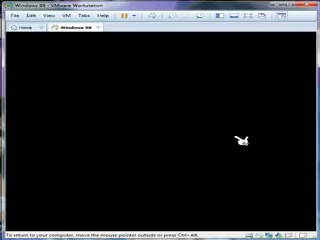 Windows 98 - VMware Workstation
File Edit View VM Tabs Help
Home Windows 98
To return to your computer, move the mouse pointer outside or press Ctrl+Alt.